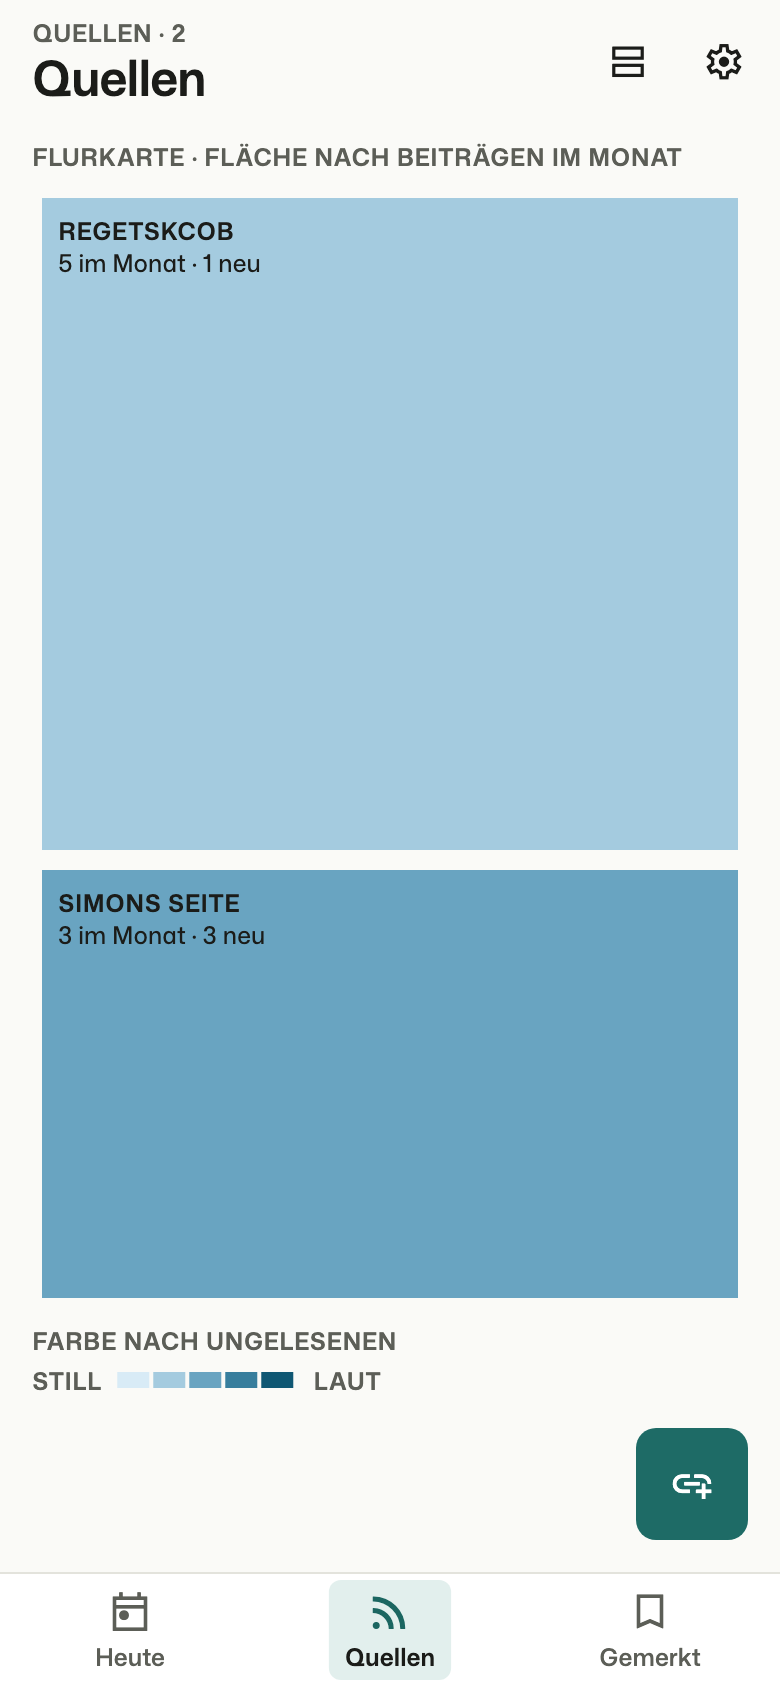 QUELLEN · 2
Quellen
FLURKARTE · FLÄCHE NACH BEITRÄGEN IM MONAT
REGETSKCOB
5 im Monat · 1 neu
SIMONS SEITE
3 im Monat · 3 neu
FARBE NACH UNGELESENEN
STILL LAUT
Heute Quellen Gemerkt